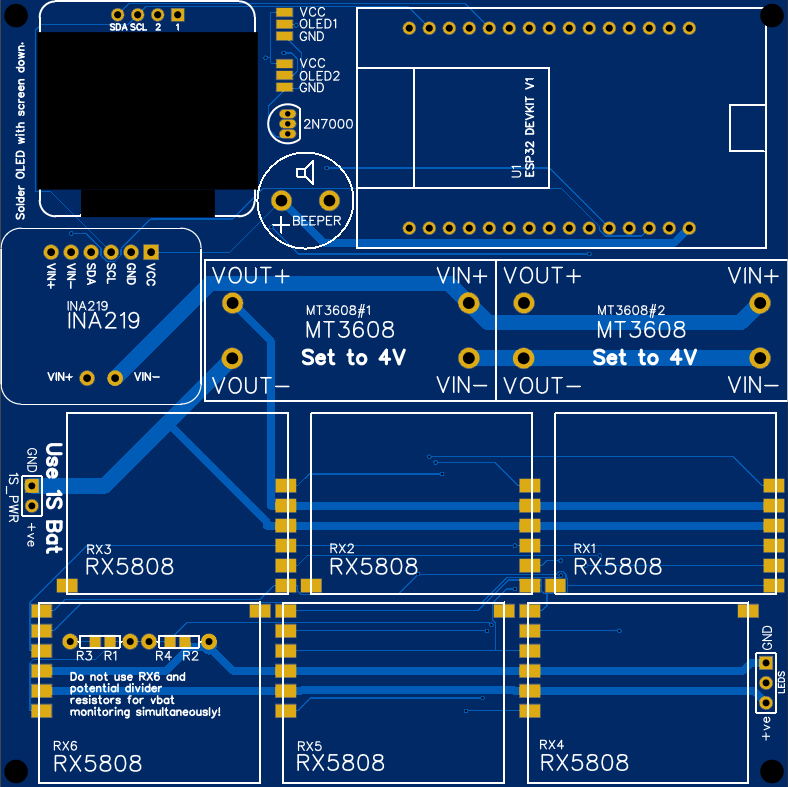 SDA SCL 2 1
VCC
OLED1
GND
VCC
OLED2
GND
2N7000
Solder OLED with screen down.
BEEPER
+
U1
ESP32 DEVKIT V1
VIN+
VIN-
SDA
SCL
GND
VCC
INA219
INA219
VIN+ VIN-
VOUT+ VIN+
MT3608#1
MT3608
Set to 4V
VOUT- VIN-
VOUT+ VIN+
MT3608#2
MT3608
Set to 4V
VOUT- VIN-
GND
1S_PWR
+ve
Use 1S Bat
RX3
RX5808
RX2
RX5808
RX1
RX5808
R3 R1 R4 R2
Do not use RX6 and
potential divider
resistors for vbat
monitoring simultaneously!
RX6
RX5808
RX5
RX5808
RX4
RX5808
GND
LEDS
+ve